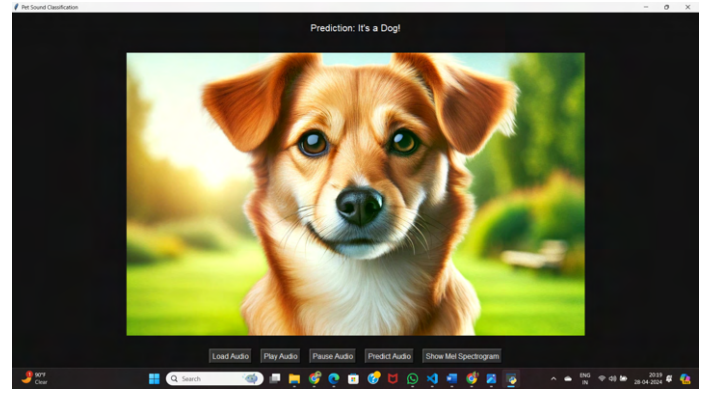 Pet Sound Classification
Prediction: It's a Dog!
Load Audio
Play Audio
Pause Audio
Predict Audio
Show Mel Spectrogram
90°F
Clear
Search
ENG
IN
20:19
28-04-2024